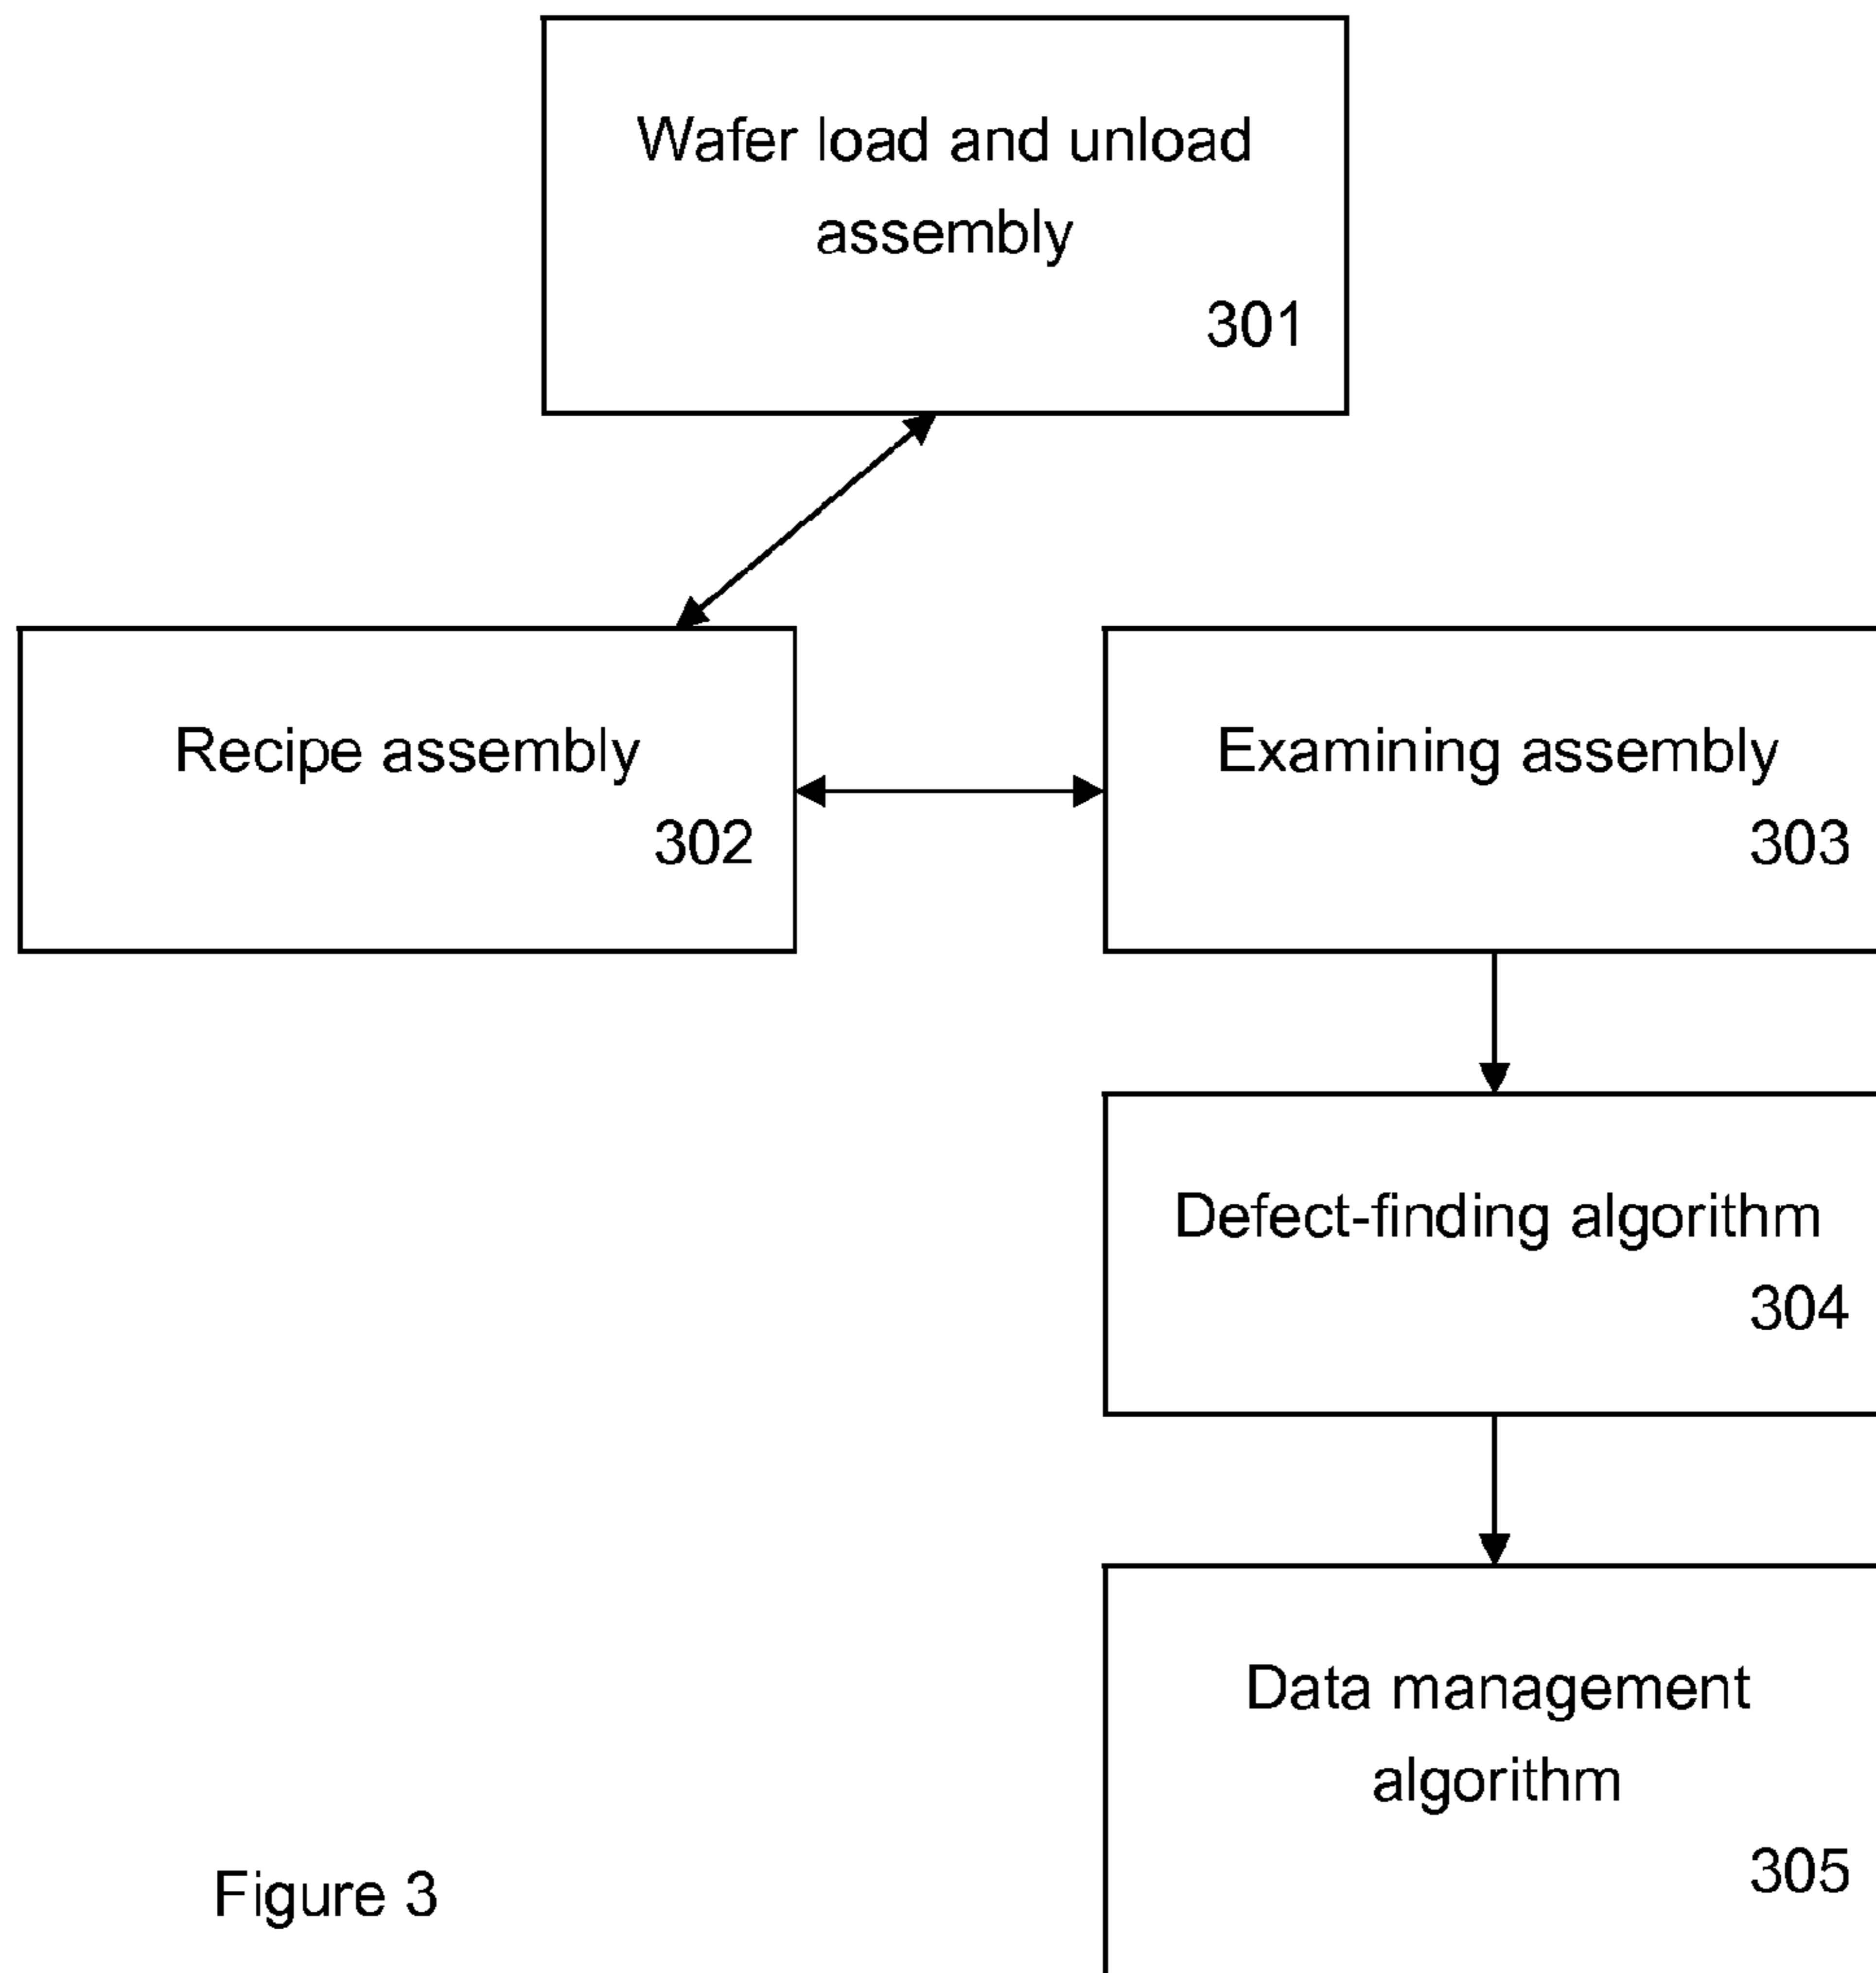 Wafer load and unload
assembly
301
Recipe assembly
302
Examining assembly
303
Defect-finding algorithm
304
Data management
algorithm
305
Figure 3